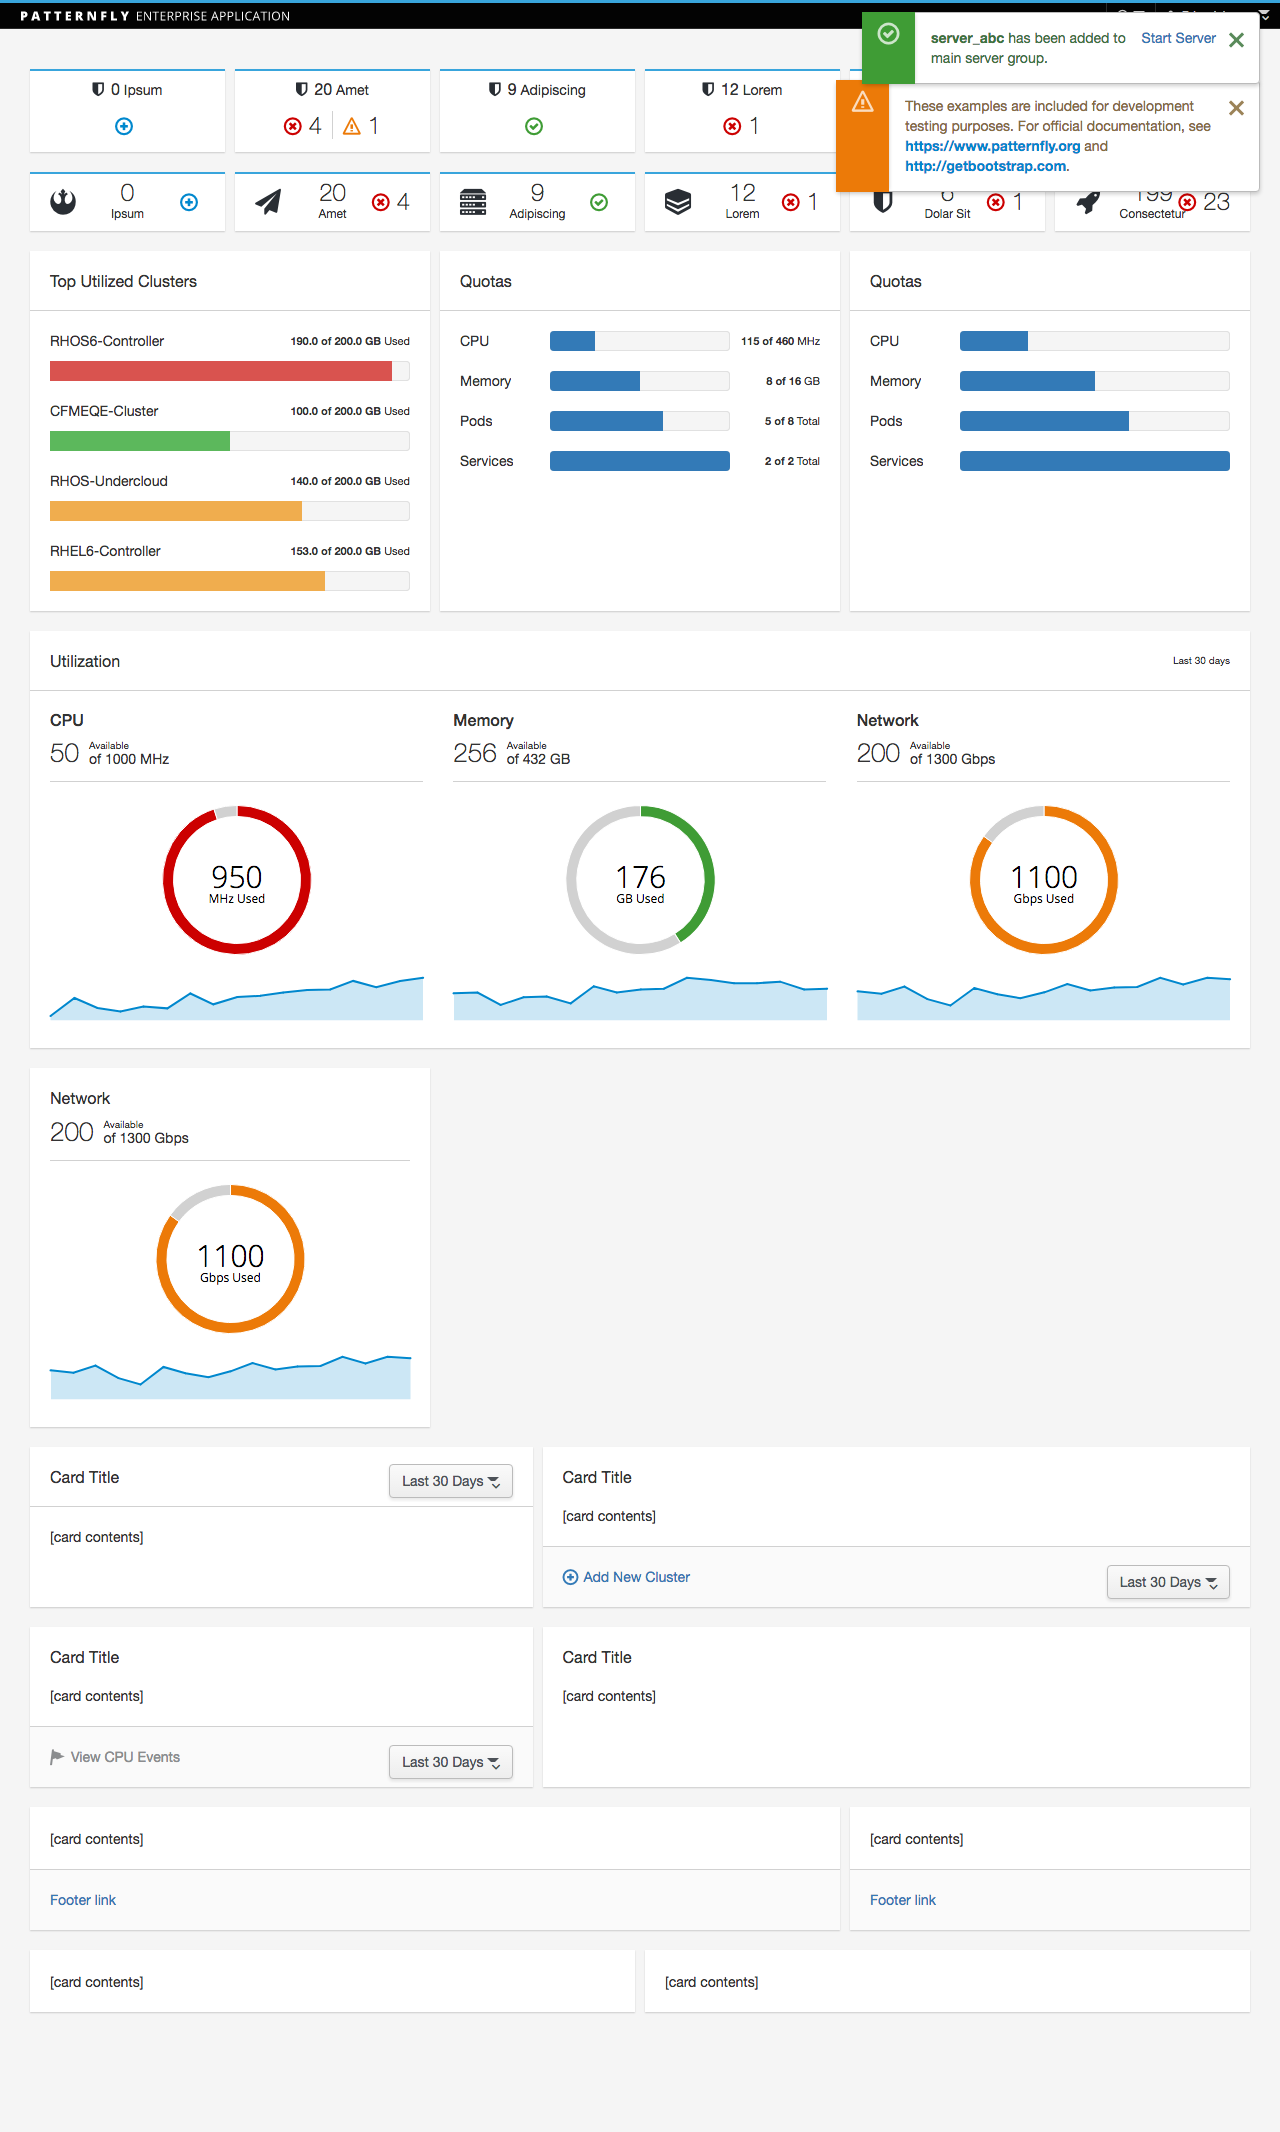 PATTERNFLY ENTERPRISE APPLICATION
server_abc has been added to
main server group.
Start Server
These examples are included for development
testing purposes. For official documentation, see
https://www.patternfly.org and
http://getbootstrap.com.
0 Ipsum
20 Amet
4
1
9 Adipiscing
12 Lorem
1
0
Ipsum
20
Amet
4
9
Adipiscing
12
Lorem
1
6
Dolar Sit
1
199
Consectetur
23
Top Utilized Clusters
RHOS6-Controller 190.0 of 200.0 GB Used
CFMEQE-Cluster 100.0 of 200.0 GB Used
RHOS-Undercloud 140.0 of 200.0 GB Used
RHEL6-Controller 153.0 of 200.0 GB Used
Quotas
CPU 115 of 460 MHz
Memory 8 of 16 GB
Pods 5 of 8 Total
Services 2 of 2 Total
Quotas
CPU
Memory
Pods
Services
Utilization Last 30 days
CPU
50 Available
of 1000 MHz
950
MHz Used
Memory
256 Available
of 432 GB
176
GB Used
Network
200 Available
of 1300 Gbps
1100
Gbps Used
Network
200 Available
of 1300 Gbps
1100
Gbps Used
Card Title Last 30 Days
[card contents]
Card Title
[card contents]
Add New Cluster Last 30 Days
Card Title
[card contents]
View CPU Events Last 30 Days
Card Title
[card contents]
[card contents]
Footer link
[card contents]
Footer link
[card contents]
[card contents]